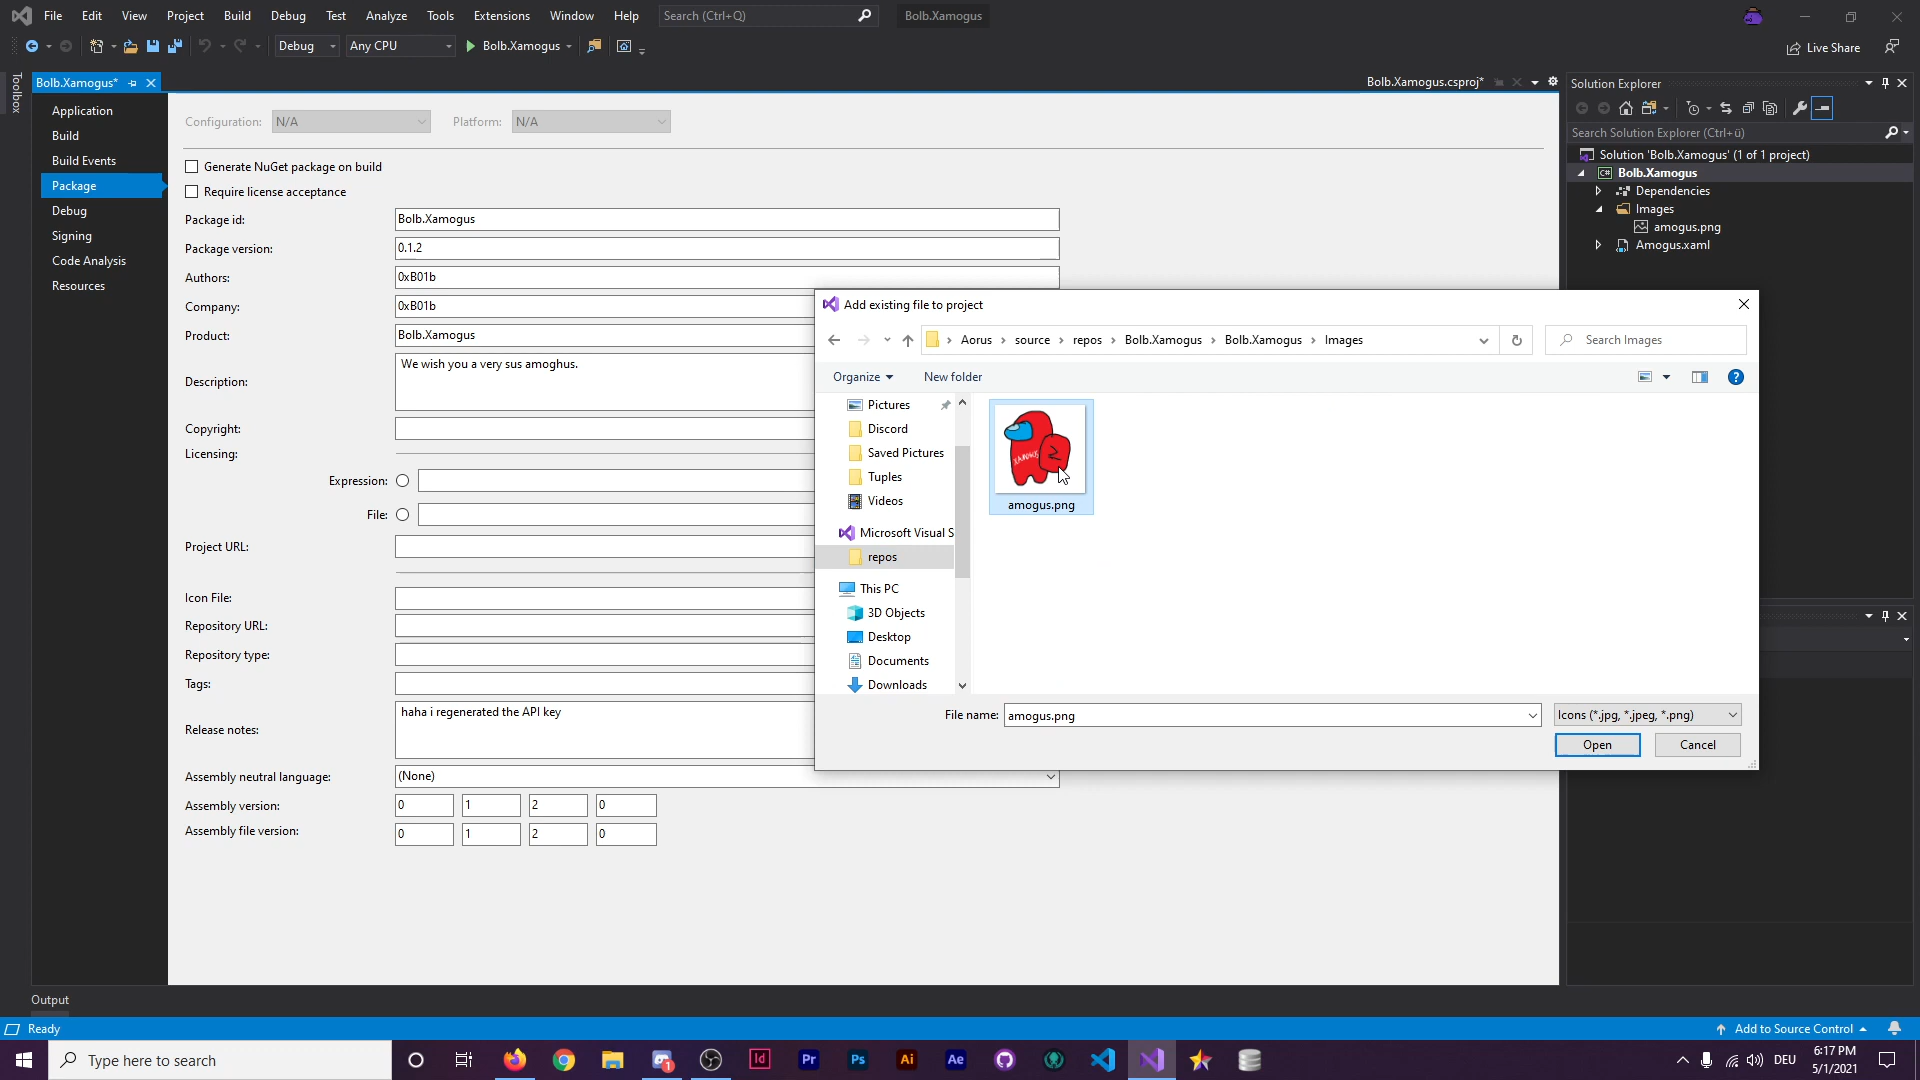 File Edit View Project Build Debug Test Analyze Tools Extensions Window Help Search (Ctrl+Q) Bolb.Xamogus
Debug Any CPU Bolb.Xamogus Live Share
Toolbox
Bolb.Xamogus* Bolb.Xamogus.csproj*
Application
Build
Build Events
Package
Debug
Signing
Code Analysis
Resources
Configuration: N/A Platform: N/A
Generate NuGet package on build
Require license acceptance
Package id: Bolb.Xamogus
Package version: 0.1.2
Authors: 0xB01b
Company: 0xB01b
Product: Bolb.Xamogus
Description: We wish you a very sus amoghus.
Copyright:
Licensing:
Expression:
File:
Project URL:
Icon File:
Repository URL:
Repository type:
Tags:
Release notes: haha i regenerated the API key
Assembly neutral language: (None)
Assembly version: 0 1 2 0
Assembly file version: 0 1 2 0
Add existing file to project
Aorus source repos Bolb.Xamogus Bolb.Xamogus Images Search Images
Organize New folder
Pictures
Discord
Saved Pictures
Tuples
Videos
Microsoft Visual S
repos
This PC
3D Objects
Desktop
Documents
Downloads
XAMOGUS
amogus.png
File name: amogus.png Icons (*.jpg, *.jpeg, *.png)
Open Cancel
Solution Explorer
Search Solution Explorer (Ctrl+ü)
Solution 'Bolb.Xamogus' (1 of 1 project)
C# Bolb.Xamogus
Dependencies
Images
amogus.png
Amogus.xaml
Output
Ready Add to Source Control
Type here to search Id Pr Ps Ai Ae DEU 6:17 PM
5/1/2021